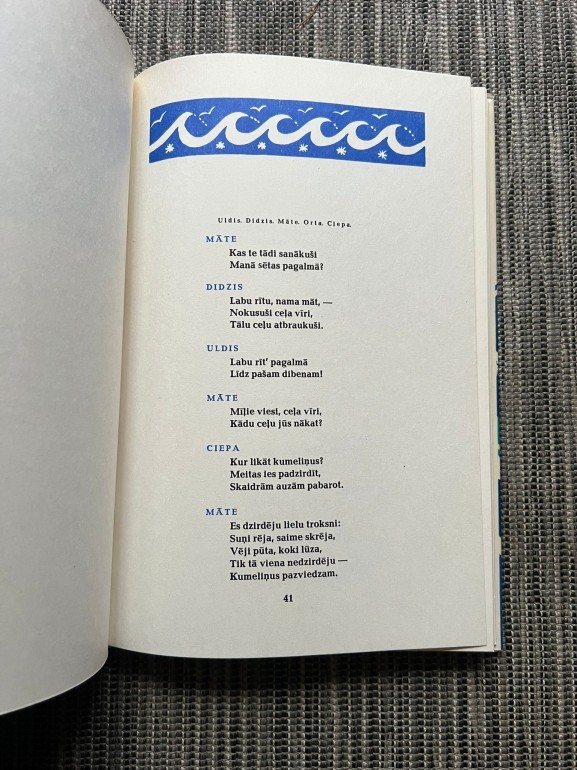 Uldis. Didzis. Māte. Orta. Ciepa.
MĀTE
Kas te tādi sanākuši
Manā sētas pagalmā?
DIDZIS
Labu rītu, nama māt, —
Nokusuši ceļa vīri,
Tālu ceļu atbraukuši.
ULDIS
Labu rīt' pagalmā
Līdz pašam dibenam!
MĀTE
Mīļie viesi, ceļa vīri,
Kādu ceļu jūs nākat?
CIEPA
Kur likāt kumeliņus?
Meitas ies padzirdīt,
Skaidrām auzām pabarot.
MĀTE
Es dzirdēju lielu troksni:
Suņi rēja, saime skrēja,
Vēji pūta, koki lūza,
Tik tā viena nedzirdēju —
Kumeliņus pazviedzam.
41